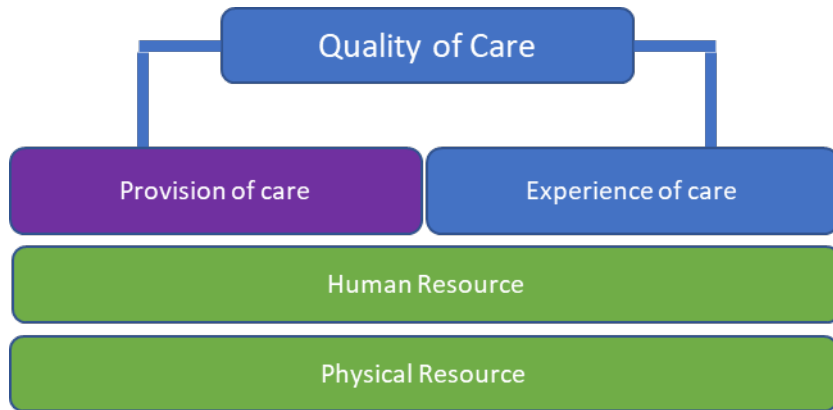 Quality of Care
Provision of care
Experience of care
Human Resource
Physical Resource